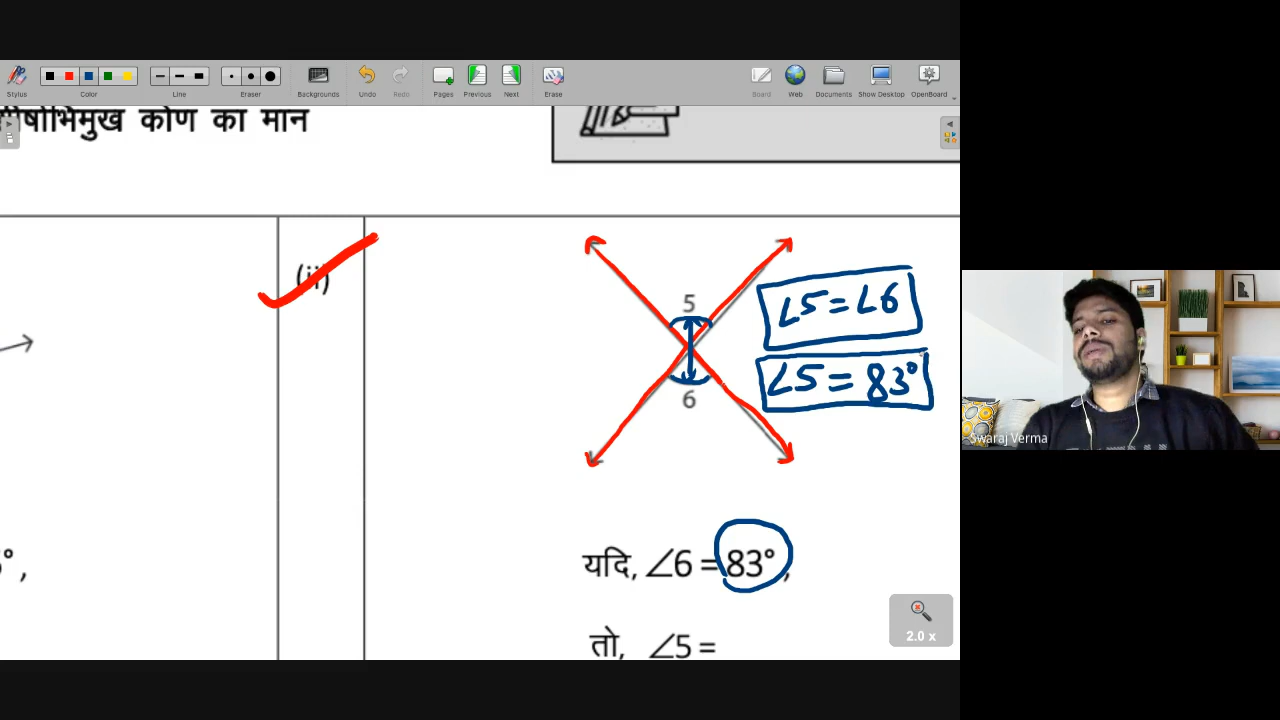 Stylus Color Line Eraser Backgrounds Undo Redo Pages Previous Next Erase Board Web Documents Show Desktop OpenBoard
कोण का मान
(ii)
5
∠5=∠6
∠5=83°
6
Swaraj Verma
यदि, ∠6 = 83°,
°,
तो, ∠5 =
2.0 x